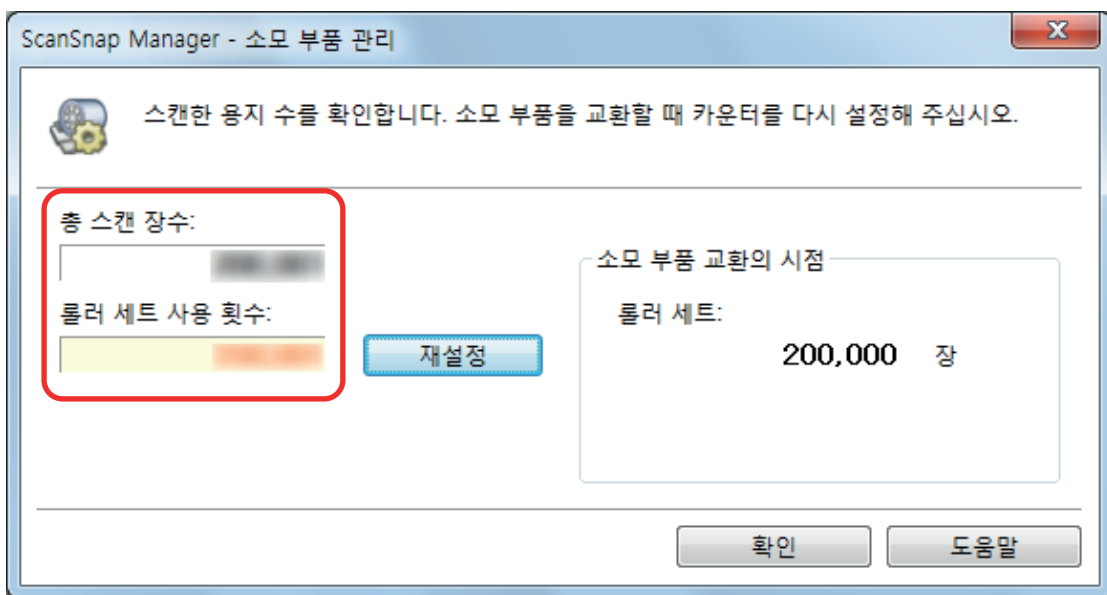 ScanSnap Manager - 소모 부품 관리
스캔한 용지 수를 확인합니다. 소모 부품을 교환할 때 카운터를 다시 설정해 주십시오.
총 스캔 장수:
롤러 세트 사용 횟수:
재설정
소모 부품 교환의 시점
롤러 세트:
200,000 장
확인
도움말